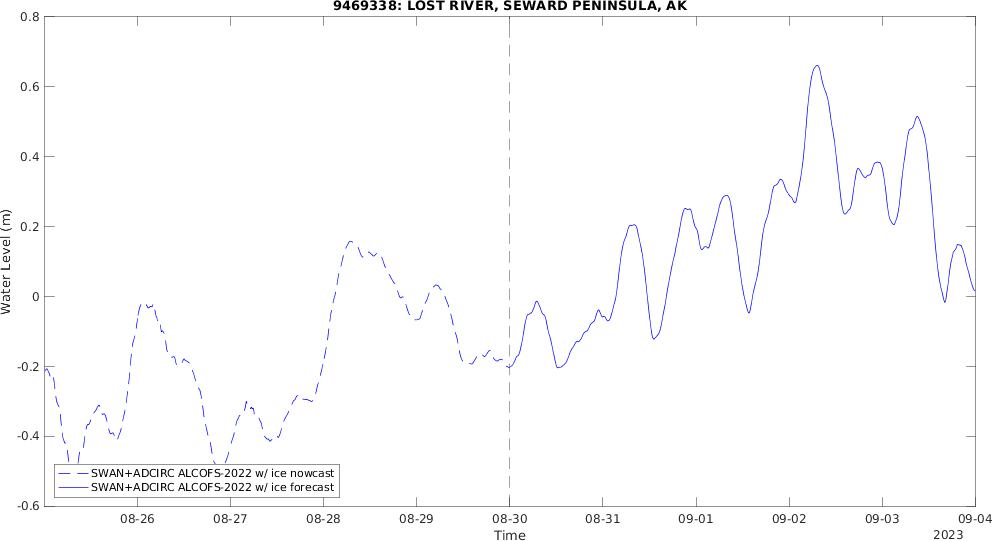 9469338: LOST RIVER, SEWARD PENINSULA, AK
0.8
0.6
0.4
0.2
0
-0.2
-0.4
-0.6
Water Level (m)
SWAN+ADCIRC ALCOFS-2022 w/ ice nowcast
SWAN+ADCIRC ALCOFS-2022 w/ ice forecast
08-26 08-27 08-28 08-29 08-30 08-31 09-01 09-02 09-03 09-04
Time
2023